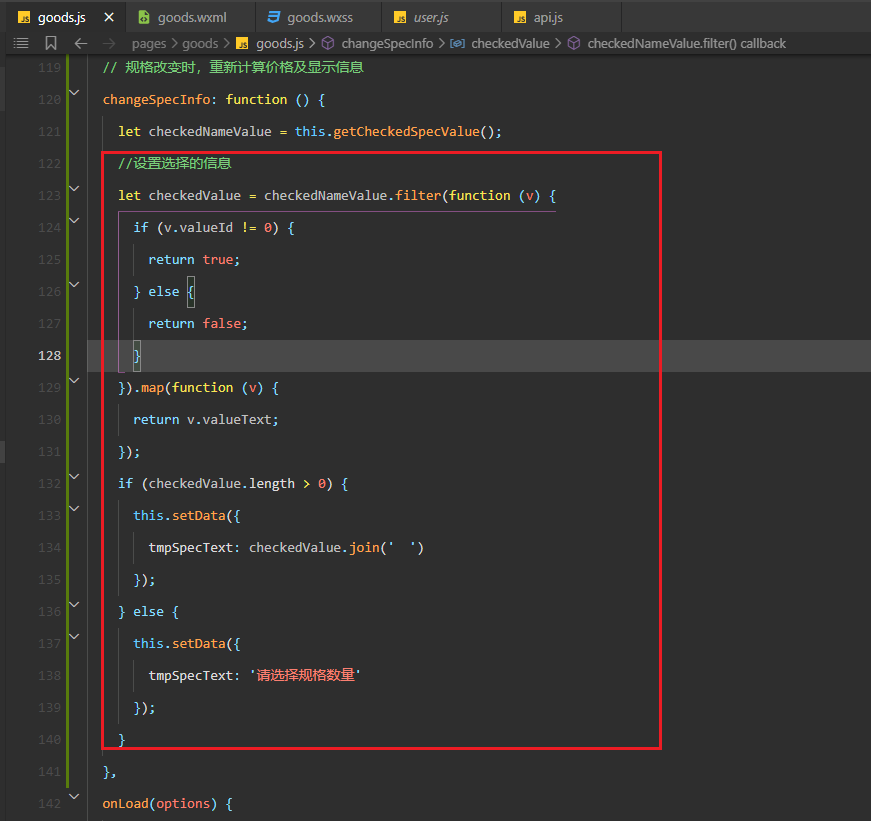 goods.js
goods.wxml
goods.wxss
user.js
api.js
pages > goods > goods.js > changeSpecInfo > checkedValue > checkedNameValue.filter() callback
119 // 规格改变时，重新计算价格及显示信息
120 changeSpecInfo: function () {
121 let checkedNameValue = this.getCheckedSpecValue();
122 //设置选择的信息
123 let checkedValue = checkedNameValue.filter(function (v) {
124 if (v.valueId != 0) {
125 return true;
126 } else {
127 return false;
128 }
129 }).map(function (v) {
130 return v.valueText;
131 });
132 if (checkedValue.length > 0) {
133 this.setData({
134 tmpSpecText: checkedValue.join('  ')
135 });
136 } else {
137 this.setData({
138 tmpSpecText: '请选择规格数量'
139 });
140 }
141 },
142 onLoad(options) {